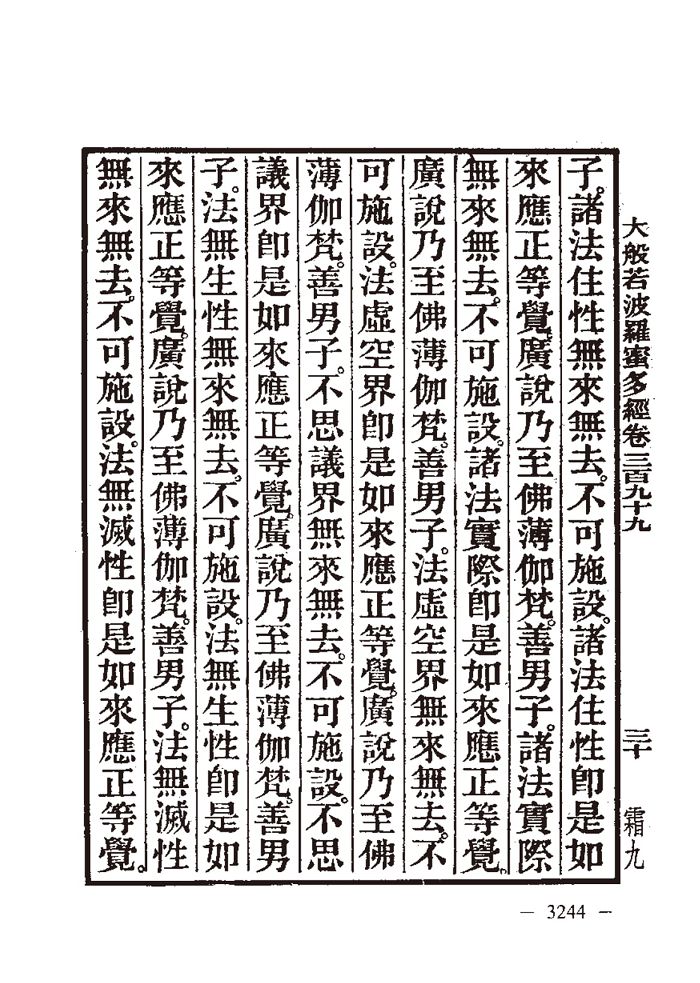 大般若波羅蜜多經卷三百九十九
三十
霜九
子。諸法住性無來無去。不可施設。諸法住性卽是如
來應正等覺。廣說乃至佛薄伽梵。善男子。諸法實際
無來無去。不可施設。諸法實際卽是如來應正等覺。
廣說乃至佛薄伽梵。善男子。法虛空界無來無去。不
可施設。法虛空界卽是如來應正等覺。廣說乃至佛
薄伽梵。善男子。不思議界無來無去。不可施設。不思
議界卽是如來應正等覺。廣說乃至佛薄伽梵。善男
子。法無生性無來無去。不可施設。法無生性卽是如
來應正等覺。廣說乃至佛薄伽梵。善男子。法無滅性
無來無去。不可施設。法無滅性卽是如來應正等覺。
— 3244 —